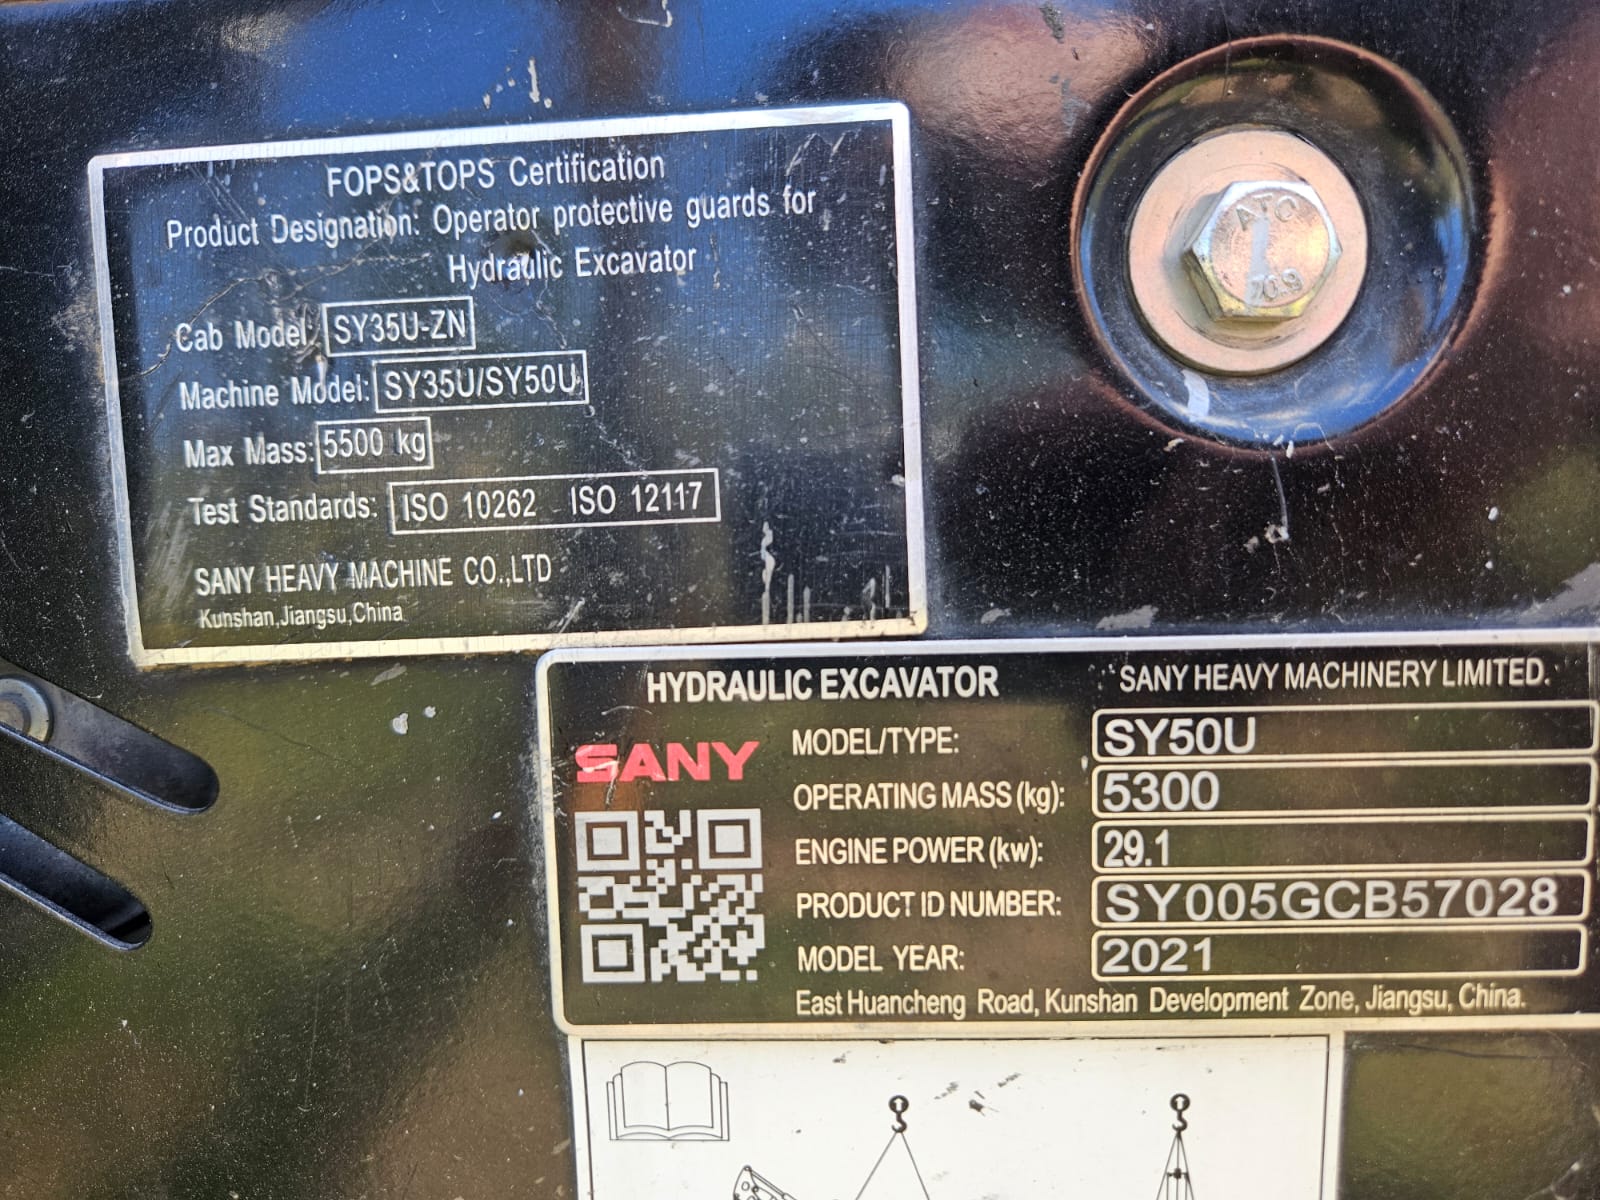 FOPS&TOPS Certification
Product Designation: Operator protective guards for
Hydraulic Excavator
Cab Model: SY35U-ZN
Machine Model: SY35U/SY50U
Max Mass: 5500 kg
Test Standards: ISO 10262 ISO 12117
SANY HEAVY MACHINE CO.,LTD
Kunshan,Jiangsu,China
ATC
10.9
HYDRAULIC EXCAVATOR SANY HEAVY MACHINERY LIMITED.
SANY
MODEL/TYPE: SY50U
OPERATING MASS (kg): 5300
ENGINE POWER (kw): 29.1
PRODUCT ID NUMBER: SY005GCB57028
MODEL YEAR: 2021
East Huancheng Road, Kunshan Development Zone, Jiangsu, China.